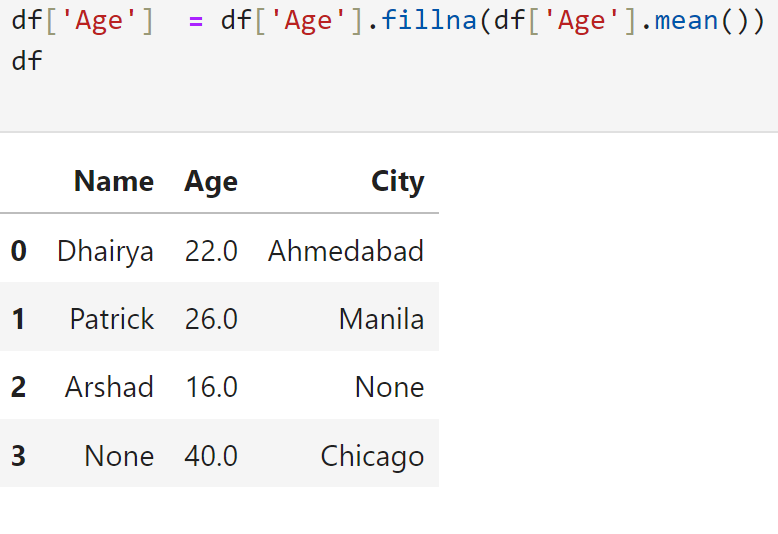 df['Age']  = df['Age'].fillna(df['Age'].mean())
df
Name Age City
0 Dhairya 22.0 Ahmedabad
1 Patrick 26.0 Manila
2 Arshad 16.0 None
3 None 40.0 Chicago